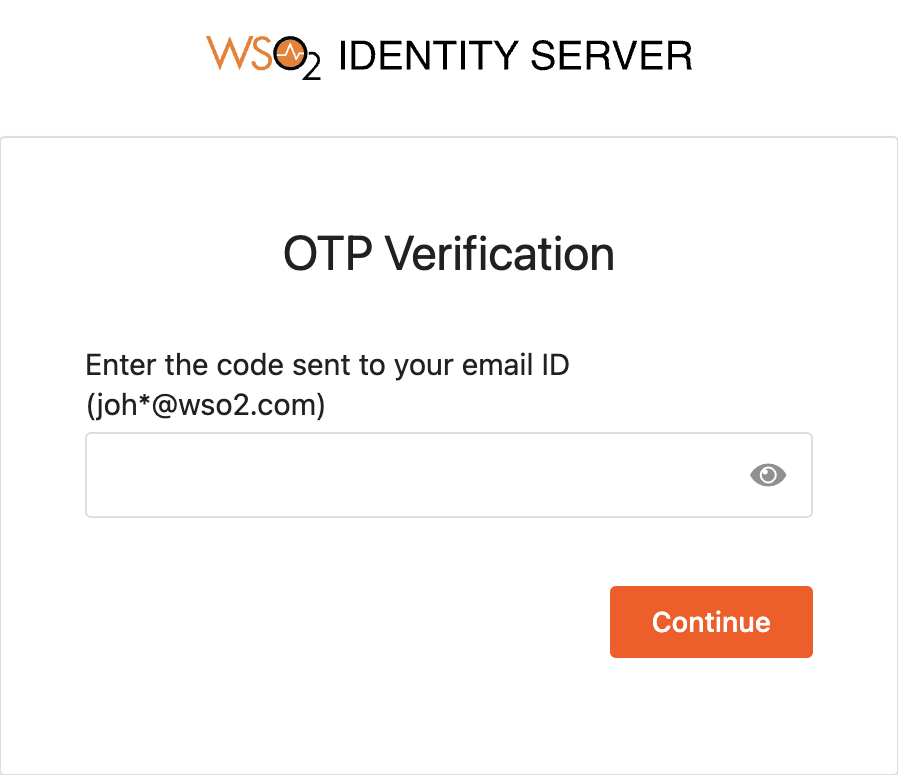 WSO2 IDENTITY SERVER
OTP Verification
Enter the code sent to your email ID
(joh*@wso2.com)
Continue